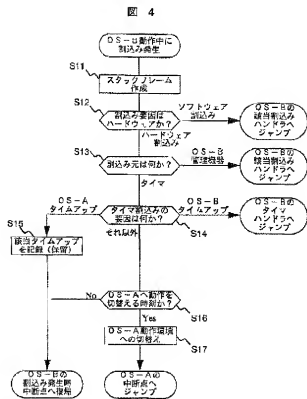 図 4
OS-B動作中に
割込み発生
S11
スタックフレーム
作成
S12
割込み要因は
ハードウェアか？
ソフトウェア
割込み
OS-Bの
該当割込み
ハンドラへ
ジャンプ
ハードウェア
割込み
S13
割込み元は何か？
OS-B
管理機器
OS-Bの
該当割込み
ハンドラへ
ジャンプ
タイマ
OS-A
タイムアップ
タイマ割込みの
要因は何か？
OS-B
タイムアップ
OS-Bの
タイマ
ハンドラへ
ジャンプ
S14
S15
それ以外
該当タイムアップ
を記録（保留）
No
OS-Aへ動作を
切替える時刻か？
S16
Yes
S17
OS-A動作環境
への切替え
OS-Bの
割込み発生時
中断点へ復帰
OS-Aの
中断点へ
ジャンプ